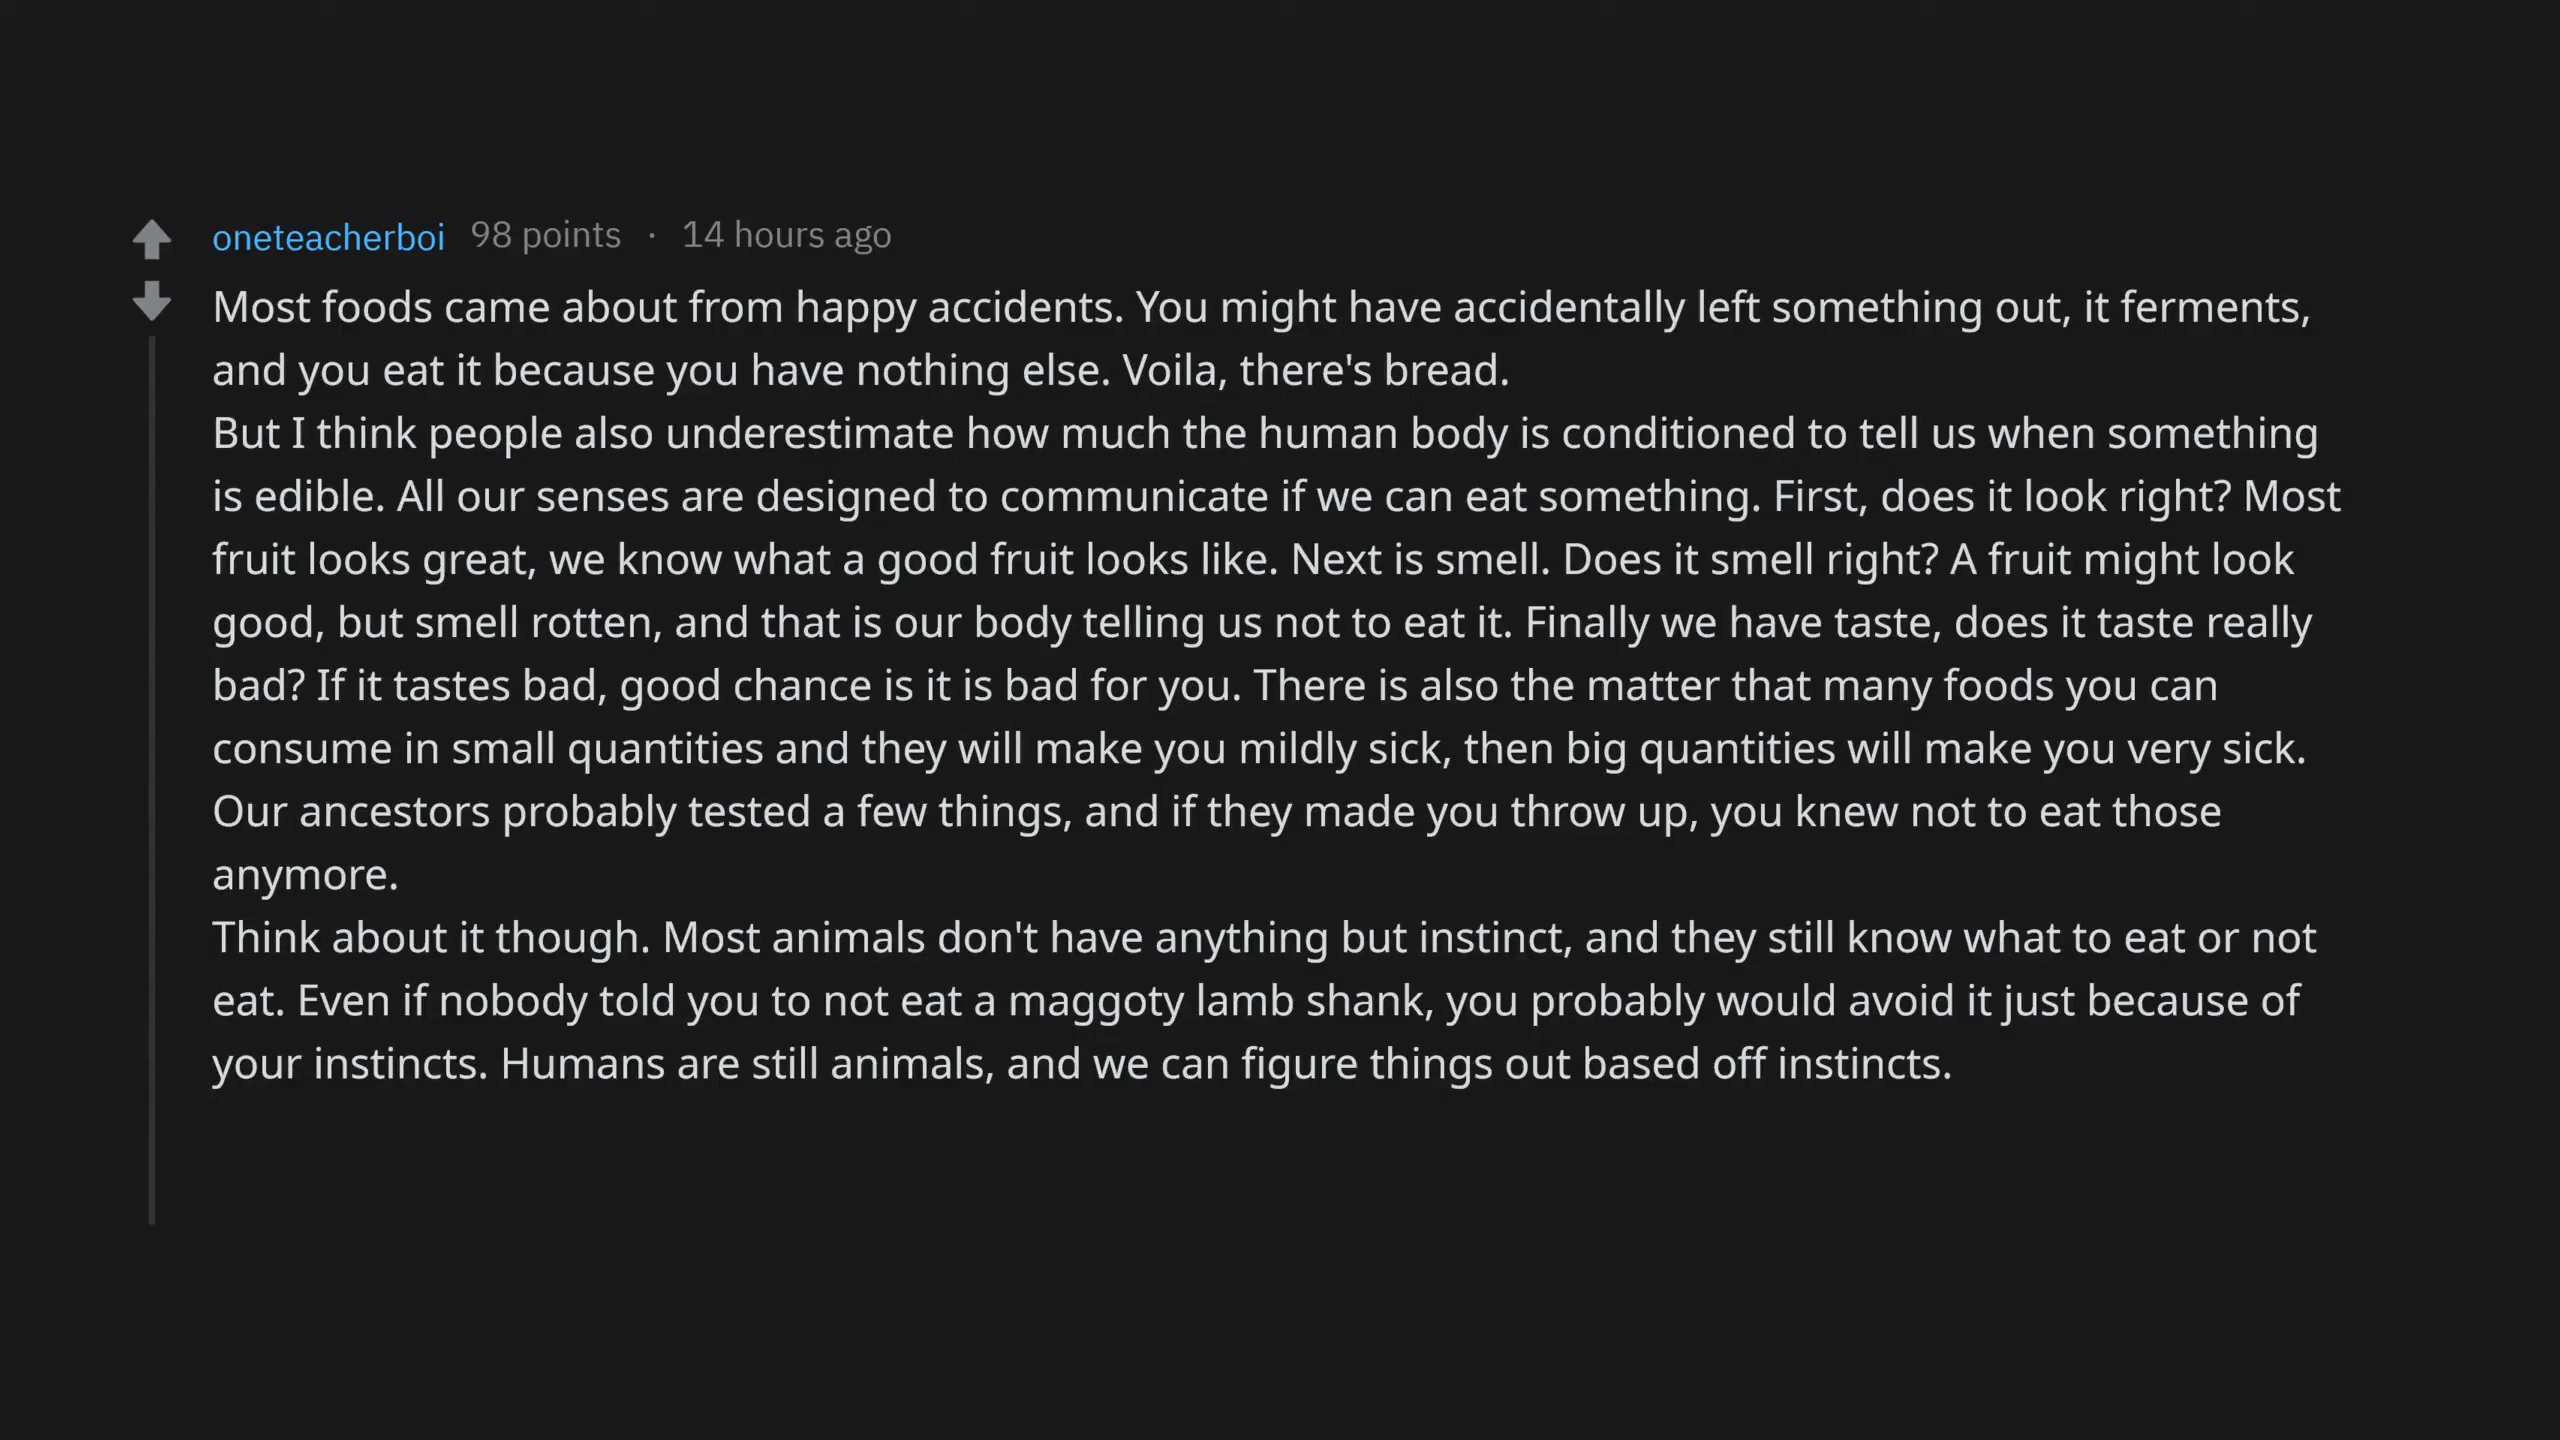 oneteacherboi 98 points · 14 hours ago
Most foods came about from happy accidents. You might have accidentally left something out, it ferments,
and you eat it because you have nothing else. Voila, there's bread.
But I think people also underestimate how much the human body is conditioned to tell us when something
is edible. All our senses are designed to communicate if we can eat something. First, does it look right? Most
fruit looks great, we know what a good fruit looks like. Next is smell. Does it smell right? A fruit might look
good, but smell rotten, and that is our body telling us not to eat it. Finally we have taste, does it taste really
bad? If it tastes bad, good chance is it is bad for you. There is also the matter that many foods you can
consume in small quantities and they will make you mildly sick, then big quantities will make you very sick.
Our ancestors probably tested a few things, and if they made you throw up, you knew not to eat those
anymore.
Think about it though. Most animals don't have anything but instinct, and they still know what to eat or not
eat. Even if nobody told you to not eat a maggoty lamb shank, you probably would avoid it just because of
your instincts. Humans are still animals, and we can figure things out based off instincts.